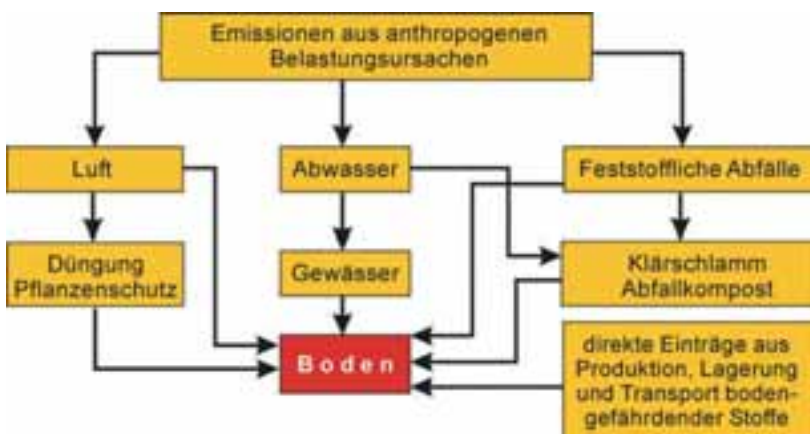 Emissionen aus anthropogenen
Belastungsursachen
Luft
Abwasser
Feststoffliche Abfälle
Düngung
Pflanzenschutz
Gewässer
Klärschlamm
Abfallkompost
Boden
direkte Einträge aus
Produktion, Lagerung
und Transport boden-
gefährdender Stoffe